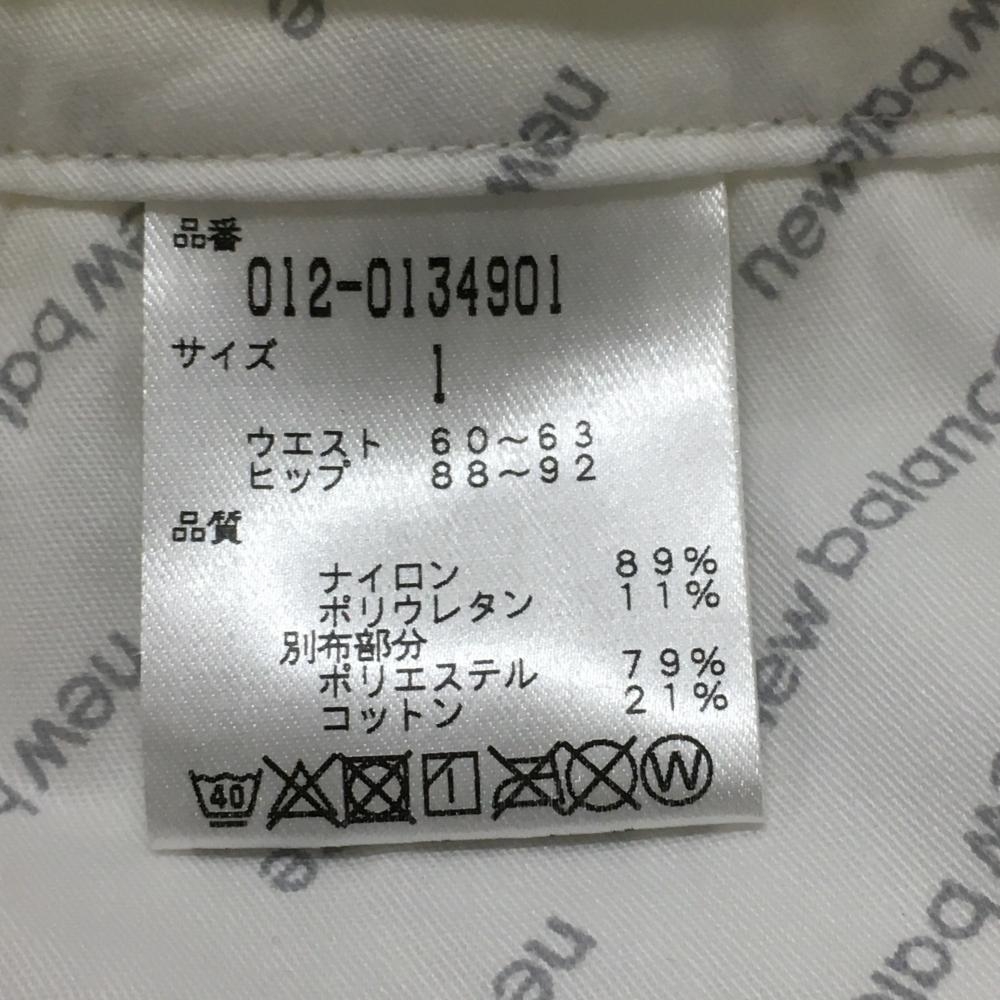 new
new balance
new balance
品番
012-0134901
サイズ 1
ウエスト 60~63
ヒップ 88~92
品質
ナイロン 89%
ポリウレタン 11%
別布部分
ポリエステル 79%
コットン 21%
40
W